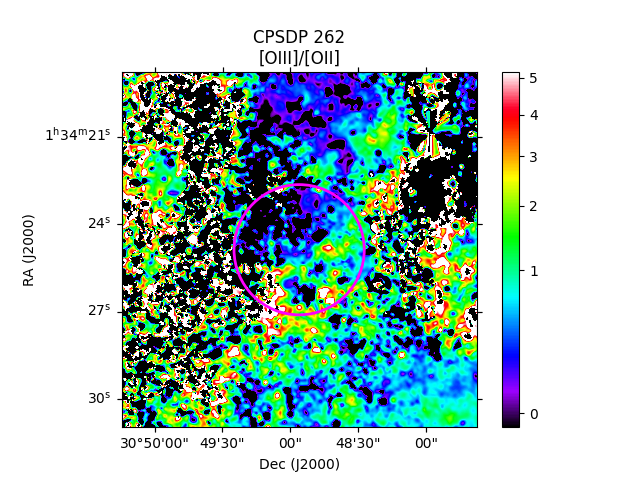 CPSDP 262
[OIII]/[OII]
1ʰ34ᵐ21ˢ
24ˢ
27ˢ
30ˢ
RA (J2000)
30°50'00"
49'30"
00"
48'30"
00"
Dec (J2000)
5
4
3
2
1
0